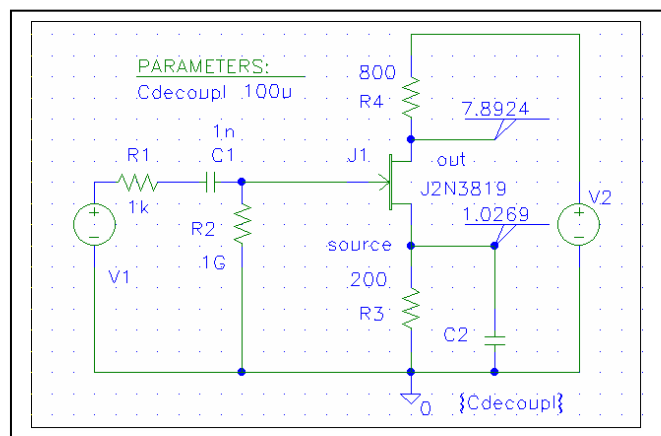 PARAMETERS:
Cdecoupl 100u
800
R4
7.8924
1n
C1
J1
out
R1
1k
J2N3819
V2
1.0269
R2
1G
source
V1
200
R3
C2
0
{Cdecoupl}